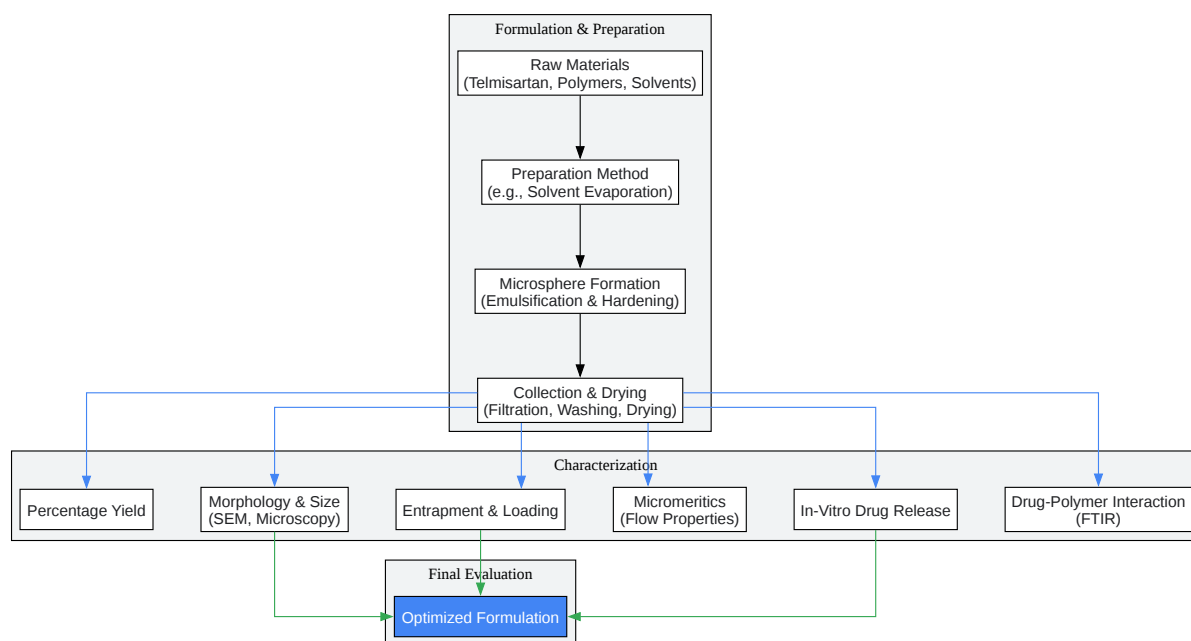 Formulation & Preparation
Raw Materials
(Telmisartan, Polymers, Solvents)
Preparation Method
(e.g., Solvent Evaporation)
Microsphere Formation
(Emulsification & Hardening)
Collection & Drying
(Filtration, Washing, Drying)
Characterization
Percentage Yield
Morphology & Size
(SEM, Microscopy)
Entrapment & Loading
Micromeritics
(Flow Properties)
In-Vitro Drug Release
Drug-Polymer Interaction
(FTIR)
Final Evaluation
Optimized Formulation